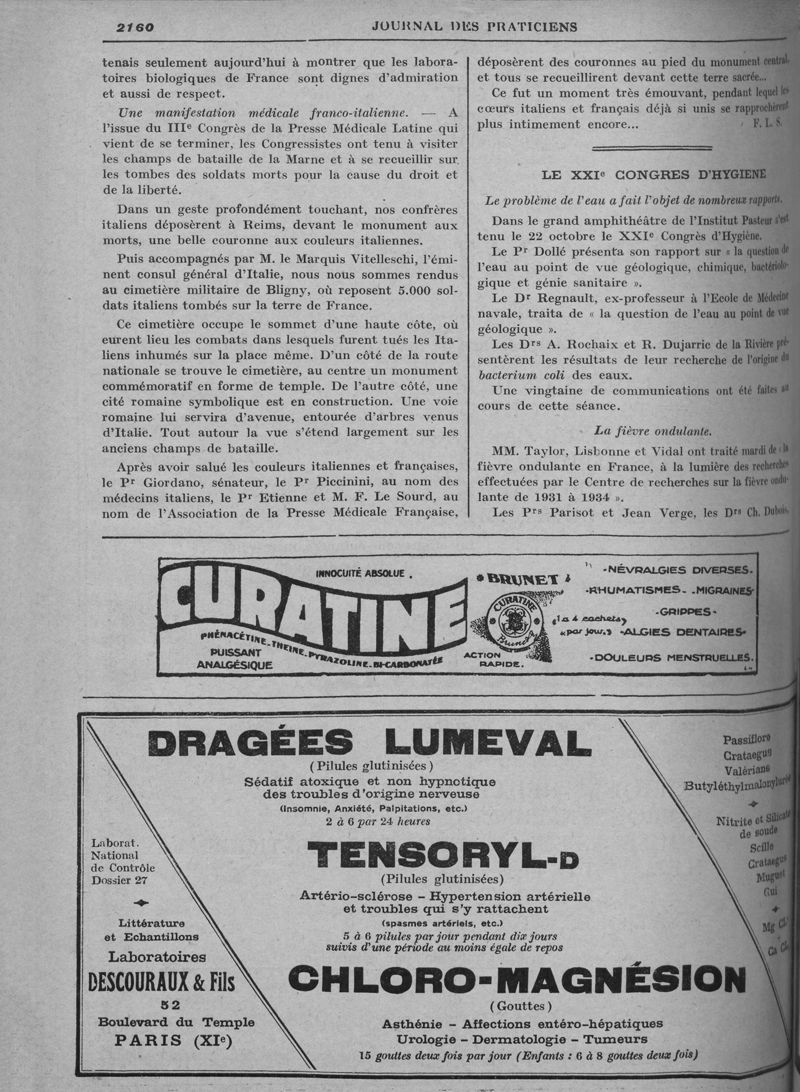 2160
JOURNAL DES PRATICIENS
tenais seulement aujourd'hui à montrer que les labora-
toires biologiques de France sont dignes d'admiration
et aussi de respect.
Une manifestation médicale franco-italienne. — A
l'issue du IIIe Congrès de la Presse Médicale Latine qui
vient de se terminer, les Congressistes ont tenu à visiter
les champs de bataille de la Marne et à se recueillir sur
les tombes des soldats morts pour la cause du droit et
de la liberté.
Dans un geste profondément touchant, nos confrères
italiens déposèrent à Reims, devant le monument aux
morts, une belle couronne aux couleurs italiennes.
Puis accompagnés par M. le Marquis Vitelleschi, l'émi-
nent consul général d'Italie, nous nous sommes rendus
au cimetière militaire de Bligny, où reposent 5.000 sol-
dats italiens tombés sur la terre de France.
Ce cimetière occupe le sommet d'une haute côte, où
eurent lieu les combats dans lesquels furent tués les Ita-
liens inhumés sur la place même. D'un côté de la route
nationale se trouve le cimetière, au centre un monument
commémoratif en forme de temple. De l'autre côté, une
cité romaine symbolique est en construction. Une voie
romaine lui servira d'avenue, entourée d'arbres venus
d'Italie. Tout autour la vue s'étend largement sur les
anciens champs de bataille.
Après avoir salué les couleurs italiennes et françaises,
le Pr Giordano, sénateur, le Pr Piccinini, au nom des
médecins italiens, le Pr Etienne et M. F. Le Sourd, au
nom de l'Association de la Presse Médicale Française,
déposèrent des couronnes au pied du monument central
et tous se recueillirent devant cette terre sacrée...
Ce fut un moment très émouvant, pendant lequel les
cœurs italiens et français déjà si unis se rapprochèrent
plus intimement encore... F. L. S.
LE XXIe CONGRES D'HYGIENE
Le problème de l'eau a fait l'objet de nombreux rapports.
Dans le grand amphithéâtre de l'Institut Pasteur s'est
tenu le 22 octobre le XXIe Congrès d'Hygiène.
Le Pr Dollé présenta son rapport sur « la question de
l'eau au point de vue géologique, chimique, bactériolo-
gique et génie sanitaire ».
Le Dr Regnault, ex-professeur à l'Ecole de Médecine
navale, traita de « la question de l'eau au point de vue
géologique ».
Les Drs A. Rochaix et R. Dujarric de la Rivière pré-
sentèrent les résultats de leur recherche de l'origine du
bacterium coli des eaux.
Une vingtaine de communications ont été faites au
cours de cette séance.
La fièvre ondulante.
MM. Taylor, Lisbonne et Vidal ont traité mardi de « la
fièvre ondulante en France, à la lumière des recherches
effectuées par le Centre de recherches sur la fièvre ondu-
lante de 1931 à 1934 ».
Les Prs Parisot et Jean Verge, les Drs Ch. Dubois,
INNOCUITÉ ABSOLUE.
CURATINE
PHÉNACÉTINE-THEINE-PYRAZOLINE-BI-CARBONATÉE
PUISSANT
ANALGÉSIQUE
BRUNET
CURATINE
Brunet
ACTION
RAPIDE.
(1 à 4 cachets
par jour.)
-NÉVRALGIES DIVERSES.
-RHUMATISMES- -MIGRAINES-
-GRIPPES-
-ALGIES DENTAIRES-
-DOULEURS MENSTRUELLES.
DRAGÉES LUMEVAL
(Pilules glutinisées)
Sédatif atoxique et non hypnotique
des troubles d'origine nerveuse
(Insomnie, Anxiété, Palpitations, etc.)
2 à 6 par 24 heures
Passiflore
Crataegus
Valériane
Butyléthylmalonylurée
TENSORYL-D
(Pilules glutinisées)
Artério-sclérose - Hypertension artérielle
et troubles qui s'y rattachent
(spasmes artériels, etc.)
5 à 6 pilules par jour pendant dix jours
suivis d'une période au moins égale de repos
Nitrite et Silicate
de soude
Scille
Crataegus
Muguet
Gui
CHLORO-MAGNÉSION
(Gouttes)
Asthénie - Affections entéro-hépatiques
Urologie - Dermatologie - Tumeurs
15 gouttes deux fois par jour (Enfants : 6 à 8 gouttes deux fois)
Mg Cl
Ca Cl
Laborat.
National
de Contrôle
Dossier 27
Littérature
et Echantillons
Laboratoires
DESCOURAUX & Fils
52
Boulevard du Temple
PARIS (XIe)